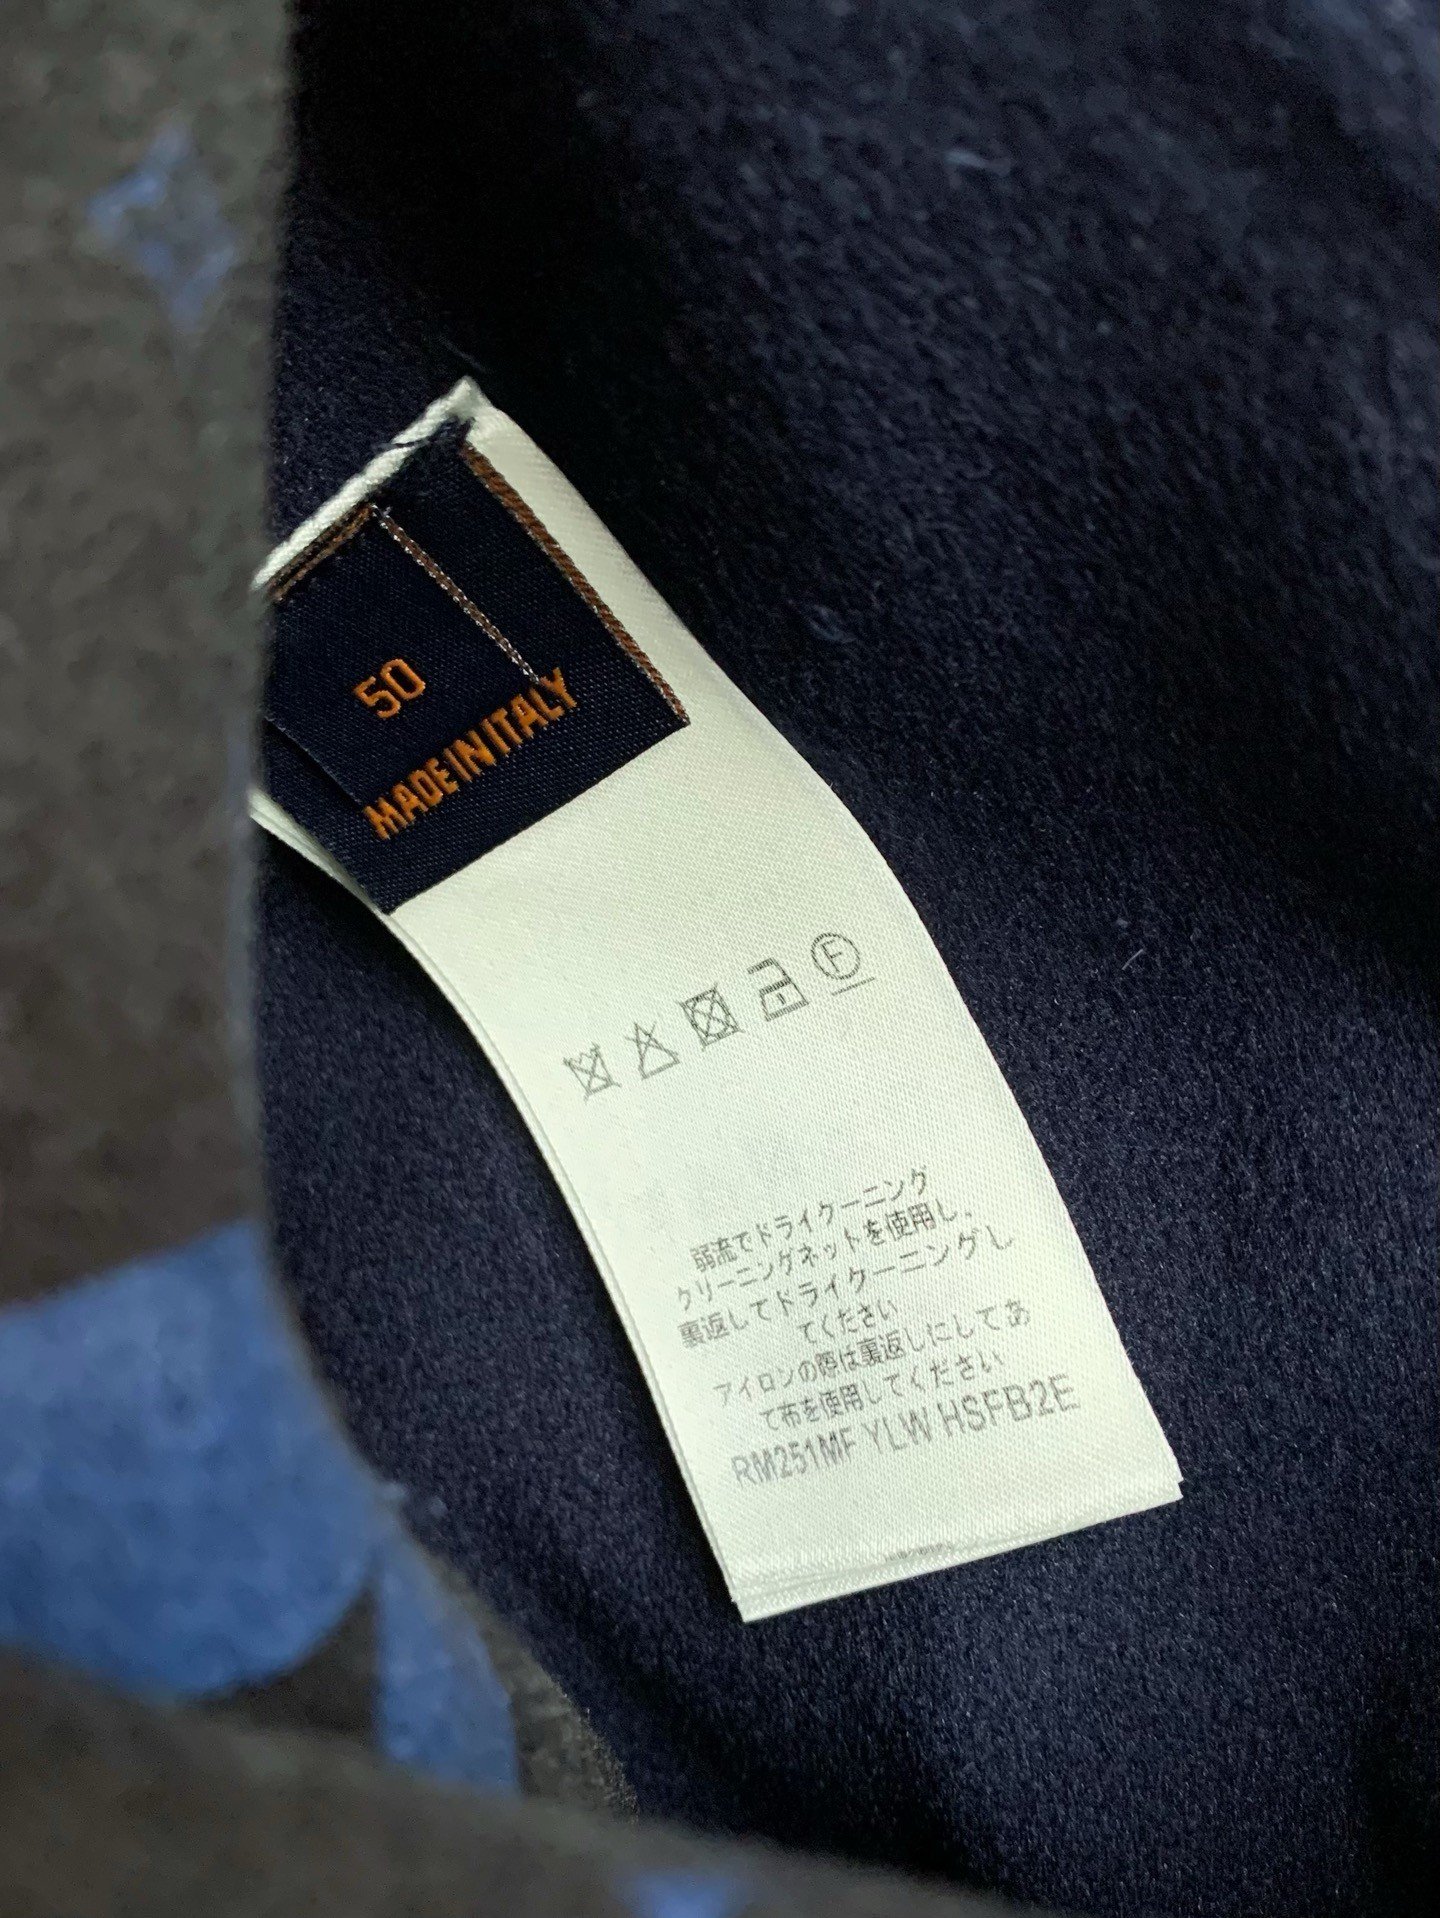 50
MADE IN ITALY
F
弱流でドライクーニング
クリーニングネットを使用し、
裏返してドライクーニングし
てください
アイロンの際は裏返しにしてあ
て布を使用してください
RM251MF YLW HSFB2E